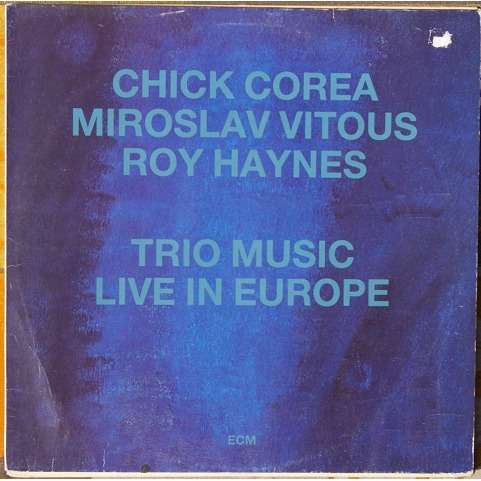 CHICK COREA
MIROSLAV VITOUS
ROY HAYNES
TRIO MUSIC
LIVE IN EUROPE
ECM